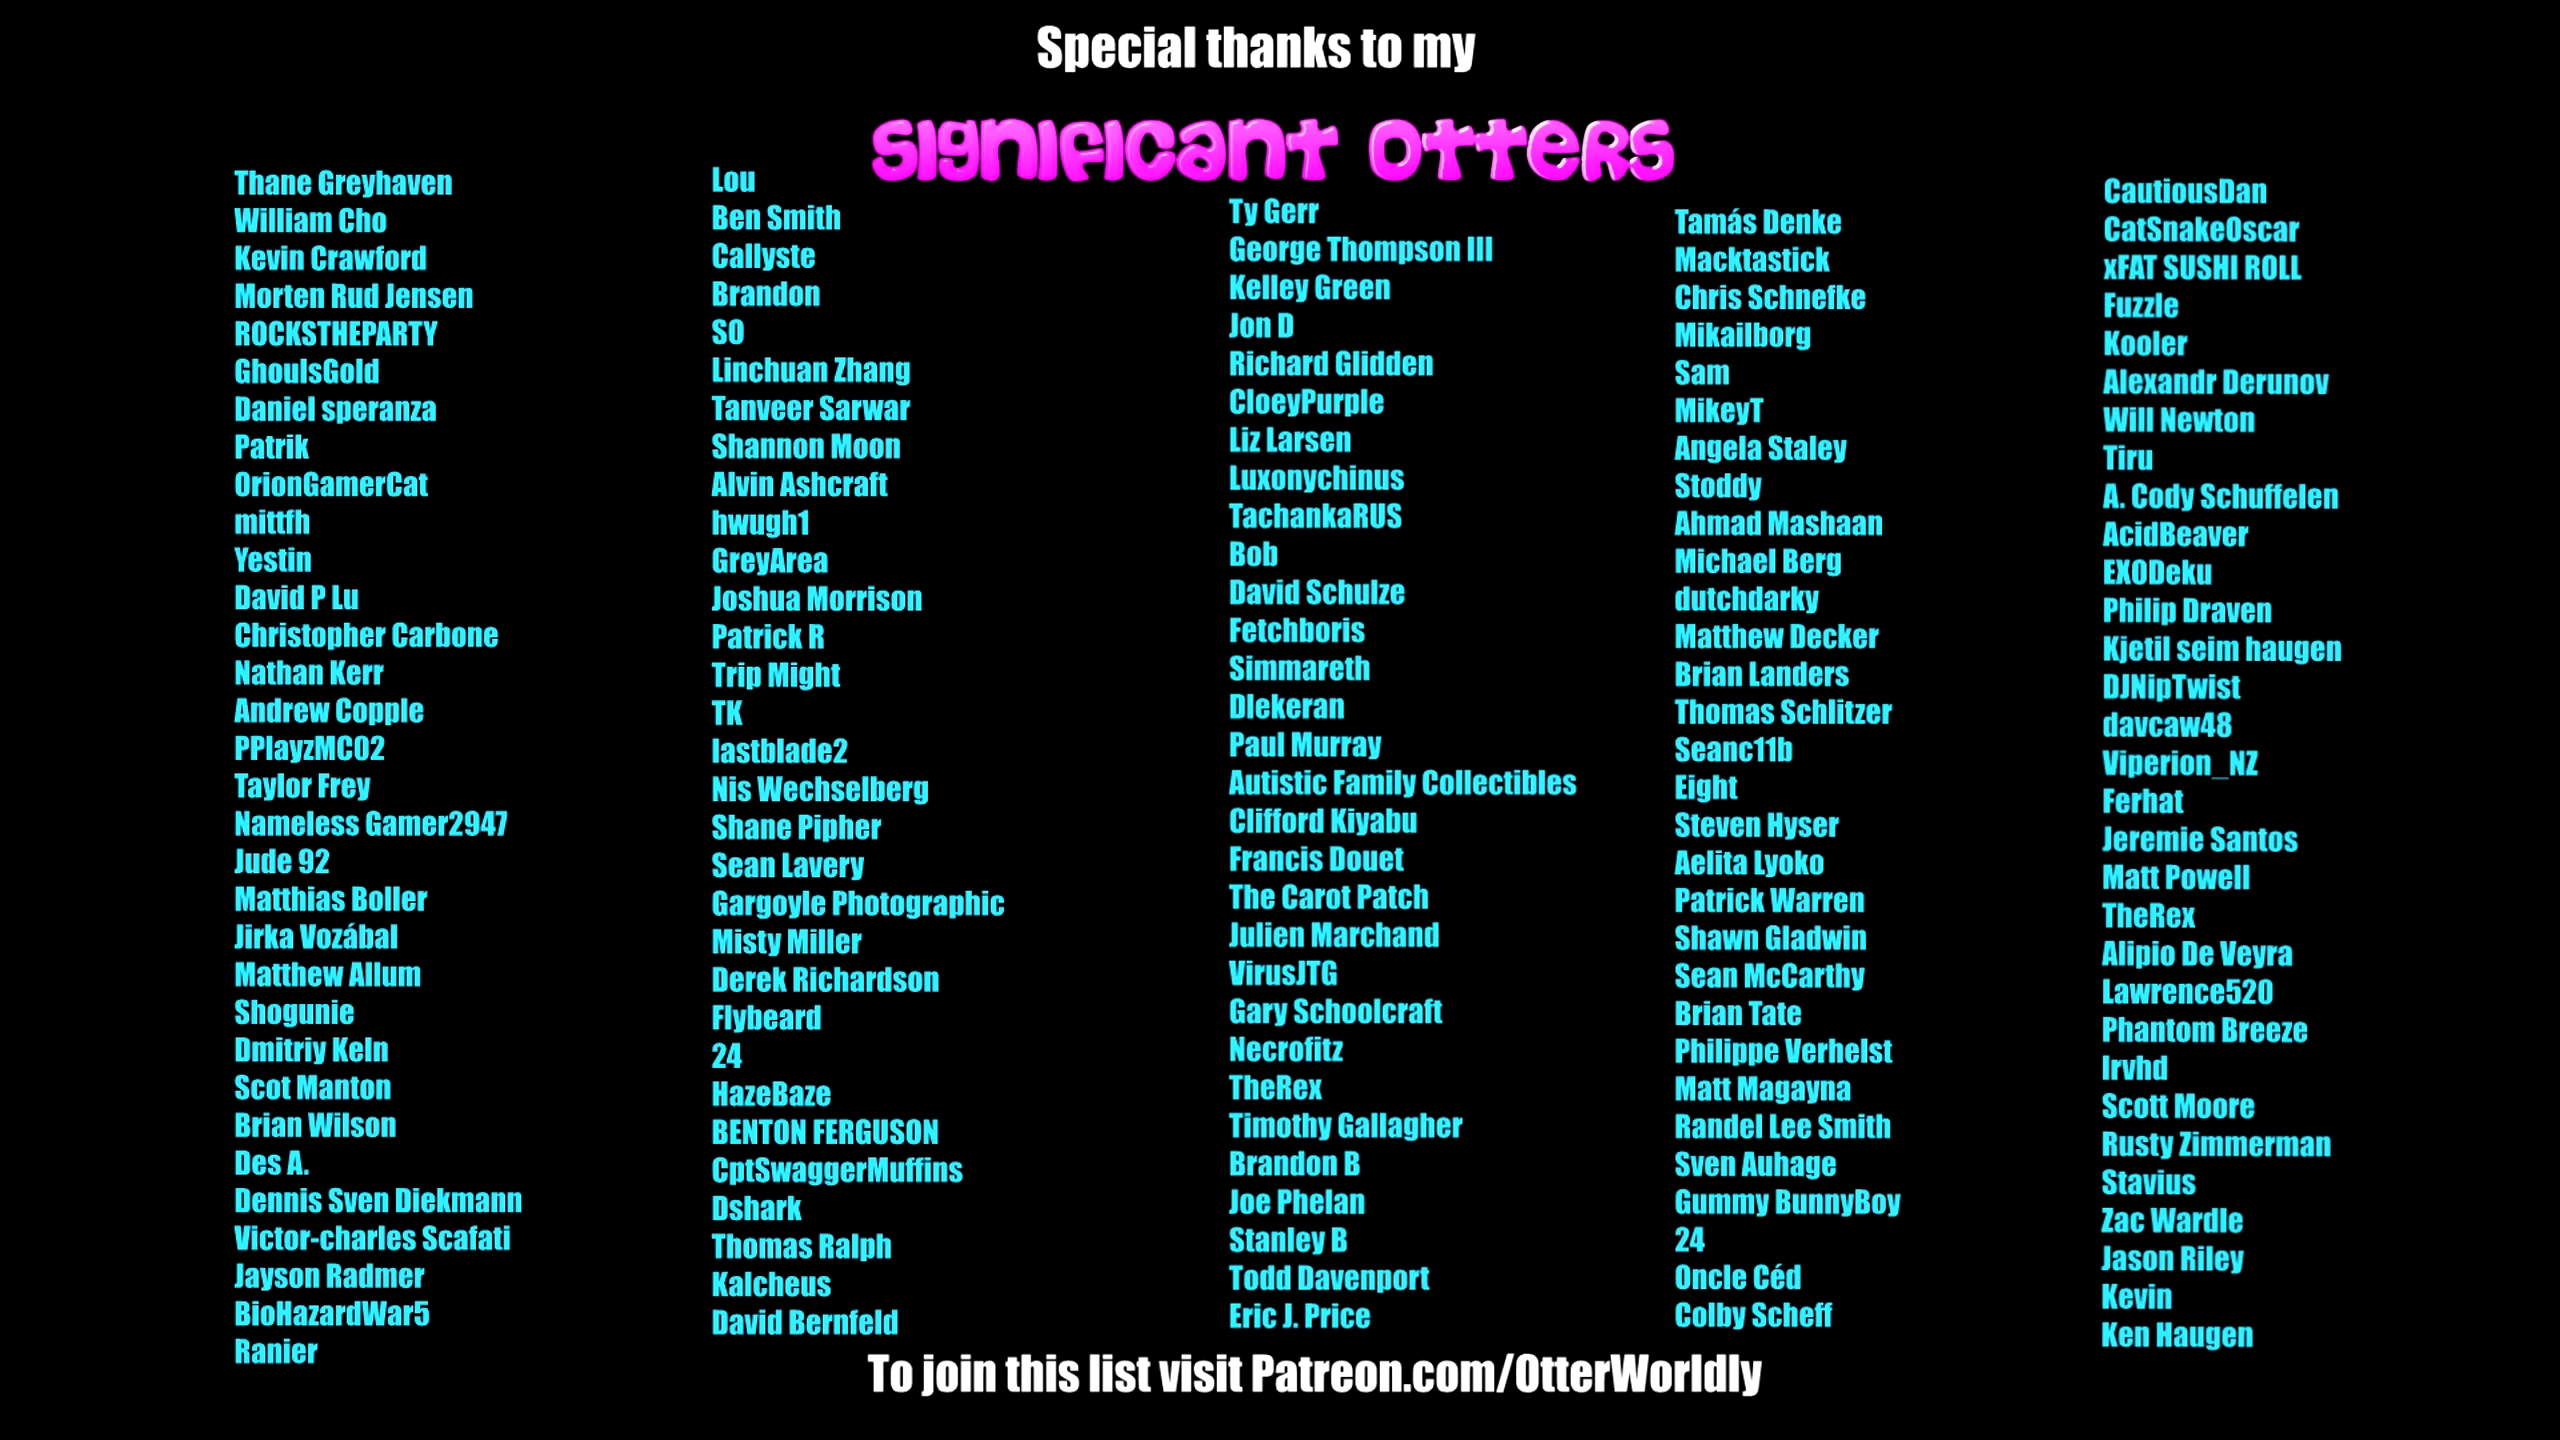 Special thanks to my
Significant Otters
Thane Greyhaven
William Cho
Kevin Crawford
Morten Rud Jensen
ROCKSTHEPARTY
GhoulsGold
Daniel speranza
Patrik
OrionGamerCat
mittfh
Yestin
David P Lu
Christopher Carbone
Nathan Kerr
Andrew Copple
PPlayzMC02
Taylor Frey
Nameless Gamer2947
Jude 92
Matthias Boller
Jirka Vozábal
Matthew Allum
Shogunie
Dmitriy Keln
Scot Manton
Brian Wilson
Des A.
Dennis Sven Diekmann
Victor-charles Scafati
Jayson Radmer
BioHazardWar5
Ranier
Lou
Ben Smith
Callyste
Brandon
SO
Linchuan Zhang
Tanveer Sarwar
Shannon Moon
Alvin Ashcraft
hwugh1
GreyArea
Joshua Morrison
Patrick R
Trip Might
TK
lastblade2
Nis Wechselberg
Shane Pipher
Sean Lavery
Gargoyle Photographic
Misty Miller
Derek Richardson
Flybeard
24
HazeBaze
BENTON FERGUSON
CptSwaggerMuffins
Dshark
Thomas Ralph
Kalcheus
David Bernfeld
Ty Gerr
George Thompson III
Kelley Green
Jon D
Richard Glidden
CloeyPurple
Liz Larsen
Luxonychinus
TachankaRUS
Bob
David Schulze
Fetchboris
Simmareth
Dlekeran
Paul Murray
Autistic Family Collectibles
Clifford Kiyabu
Francis Douet
The Carot Patch
Julien Marchand
VirusJTG
Gary Schoolcraft
Necrofitz
TheRex
Timothy Gallagher
Brandon B
Joe Phelan
Stanley B
Todd Davenport
Eric J. Price
Tamás Denke
Macktastick
Chris Schnefke
Mikailborg
Sam
MikeyT
Angela Staley
Stoddy
Ahmad Mashaan
Michael Berg
dutchdarky
Matthew Decker
Brian Landers
Thomas Schlitzer
Seanc11b
Eight
Steven Hyser
Aelita Lyoko
Patrick Warren
Shawn Gladwin
Sean McCarthy
Brian Tate
Philippe Verhelst
Matt Magayna
Randel Lee Smith
Sven Auhage
Gummy BunnyBoy
24
Oncle Céd
Colby Scheff
CautiousDan
CatSnakeOscar
xFAT SUSHI ROLL
Fuzzle
Kooler
Alexandr Derunov
Will Newton
Tiru
A. Cody Schuffelen
AcidBeaver
EXODeku
Philip Draven
Kjetil seim haugen
DJNipTwist
davcaw48
Viperion_NZ
Ferhat
Jeremie Santos
Matt Powell
TheRex
Alipio De Veyra
Lawrence520
Phantom Breeze
Irvhd
Scott Moore
Rusty Zimmerman
Stavius
Zac Wardle
Jason Riley
Kevin
Ken Haugen
To join this list visit Patreon.com/OtterWorldly